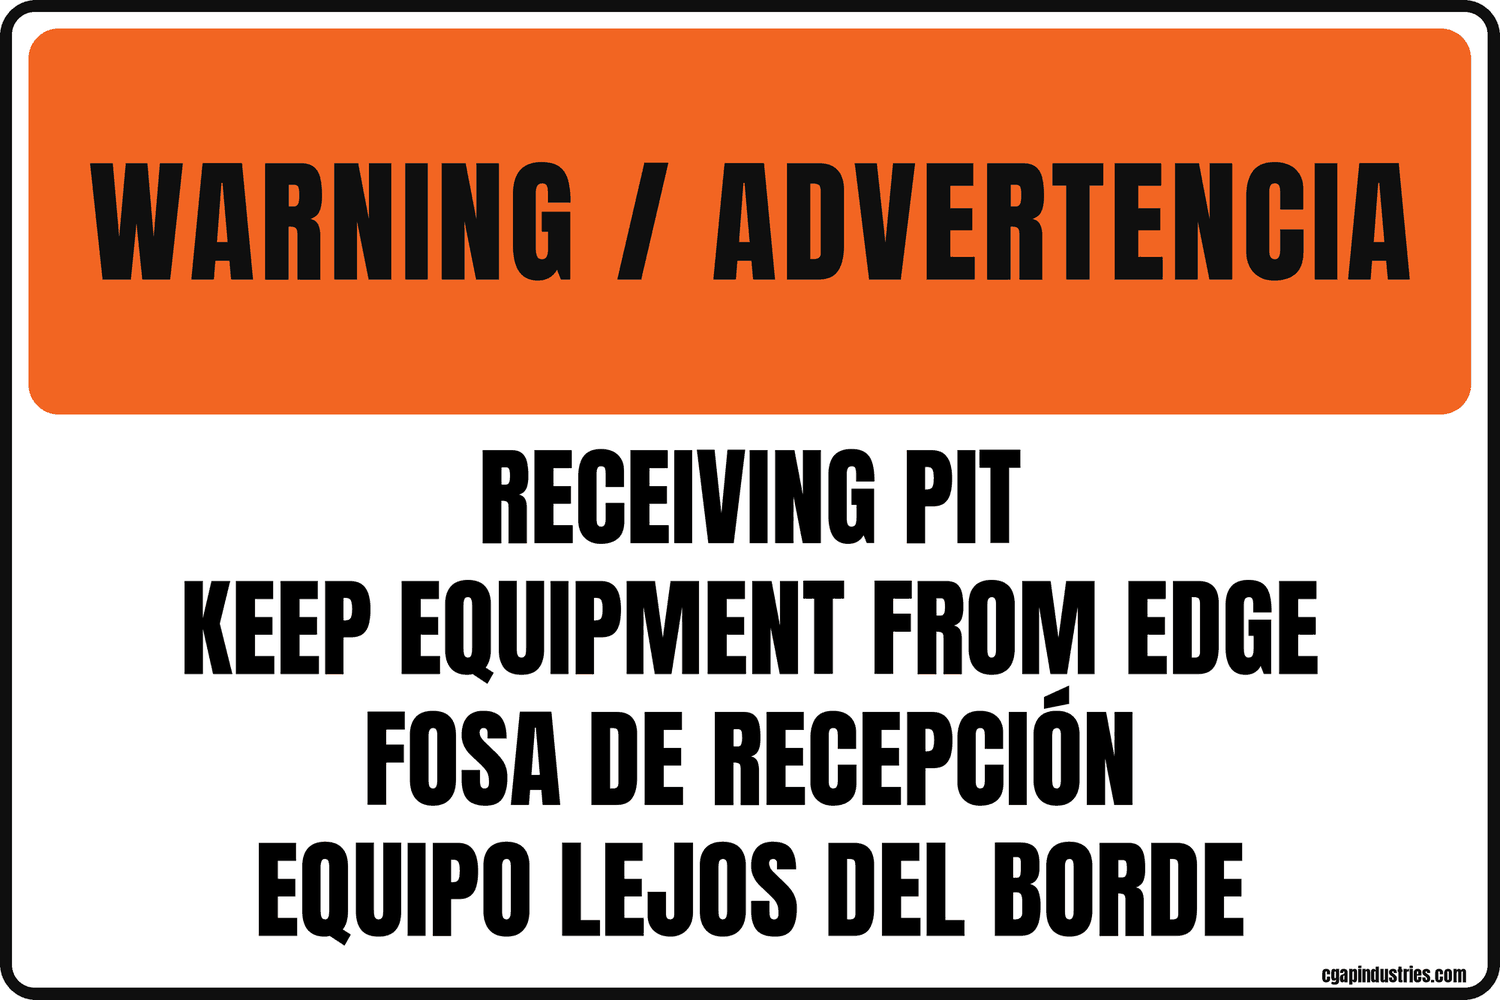 WARNING / ADVERTENCIA
RECEIVING PIT
KEEP EQUIPMENT FROM EDGE
FOSA DE RECEPCIÓN
EQUIPO LEJOS DEL BORDE
cgapindustries.com